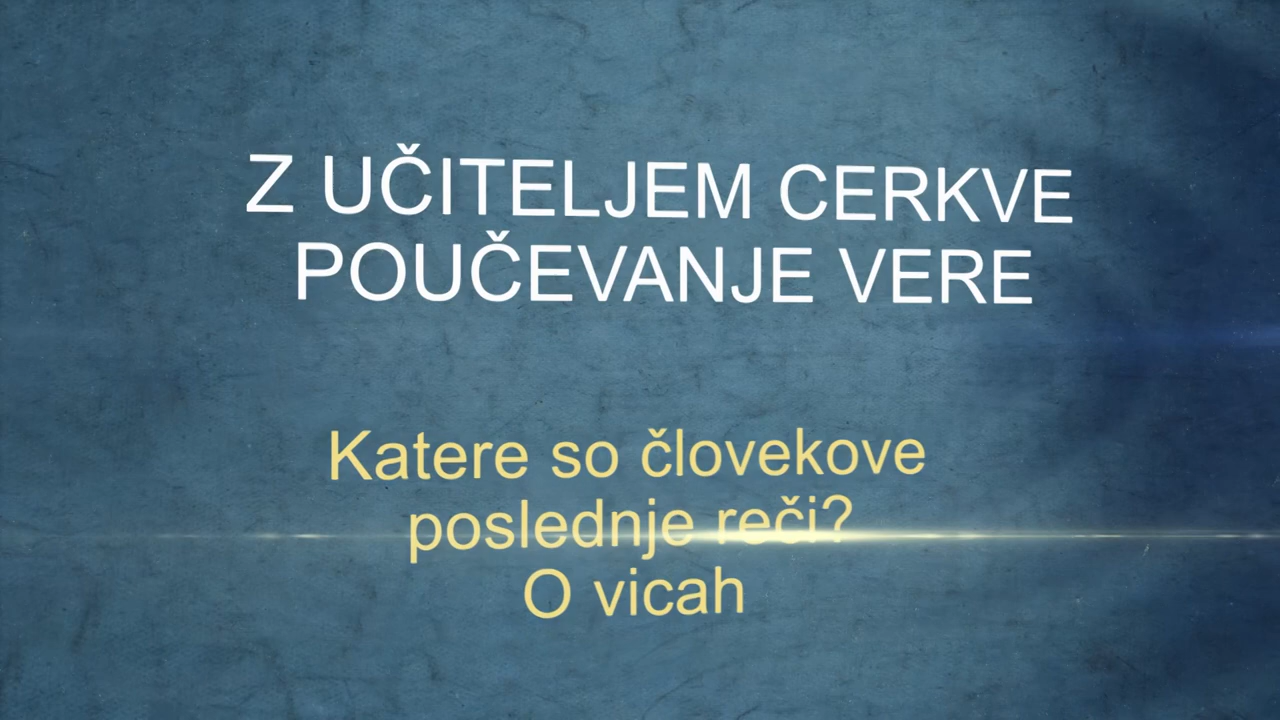 Z UČITELJEM CERKVE
POUČEVANJE VERE
Katere so človekove
poslednje reči?
O vicah